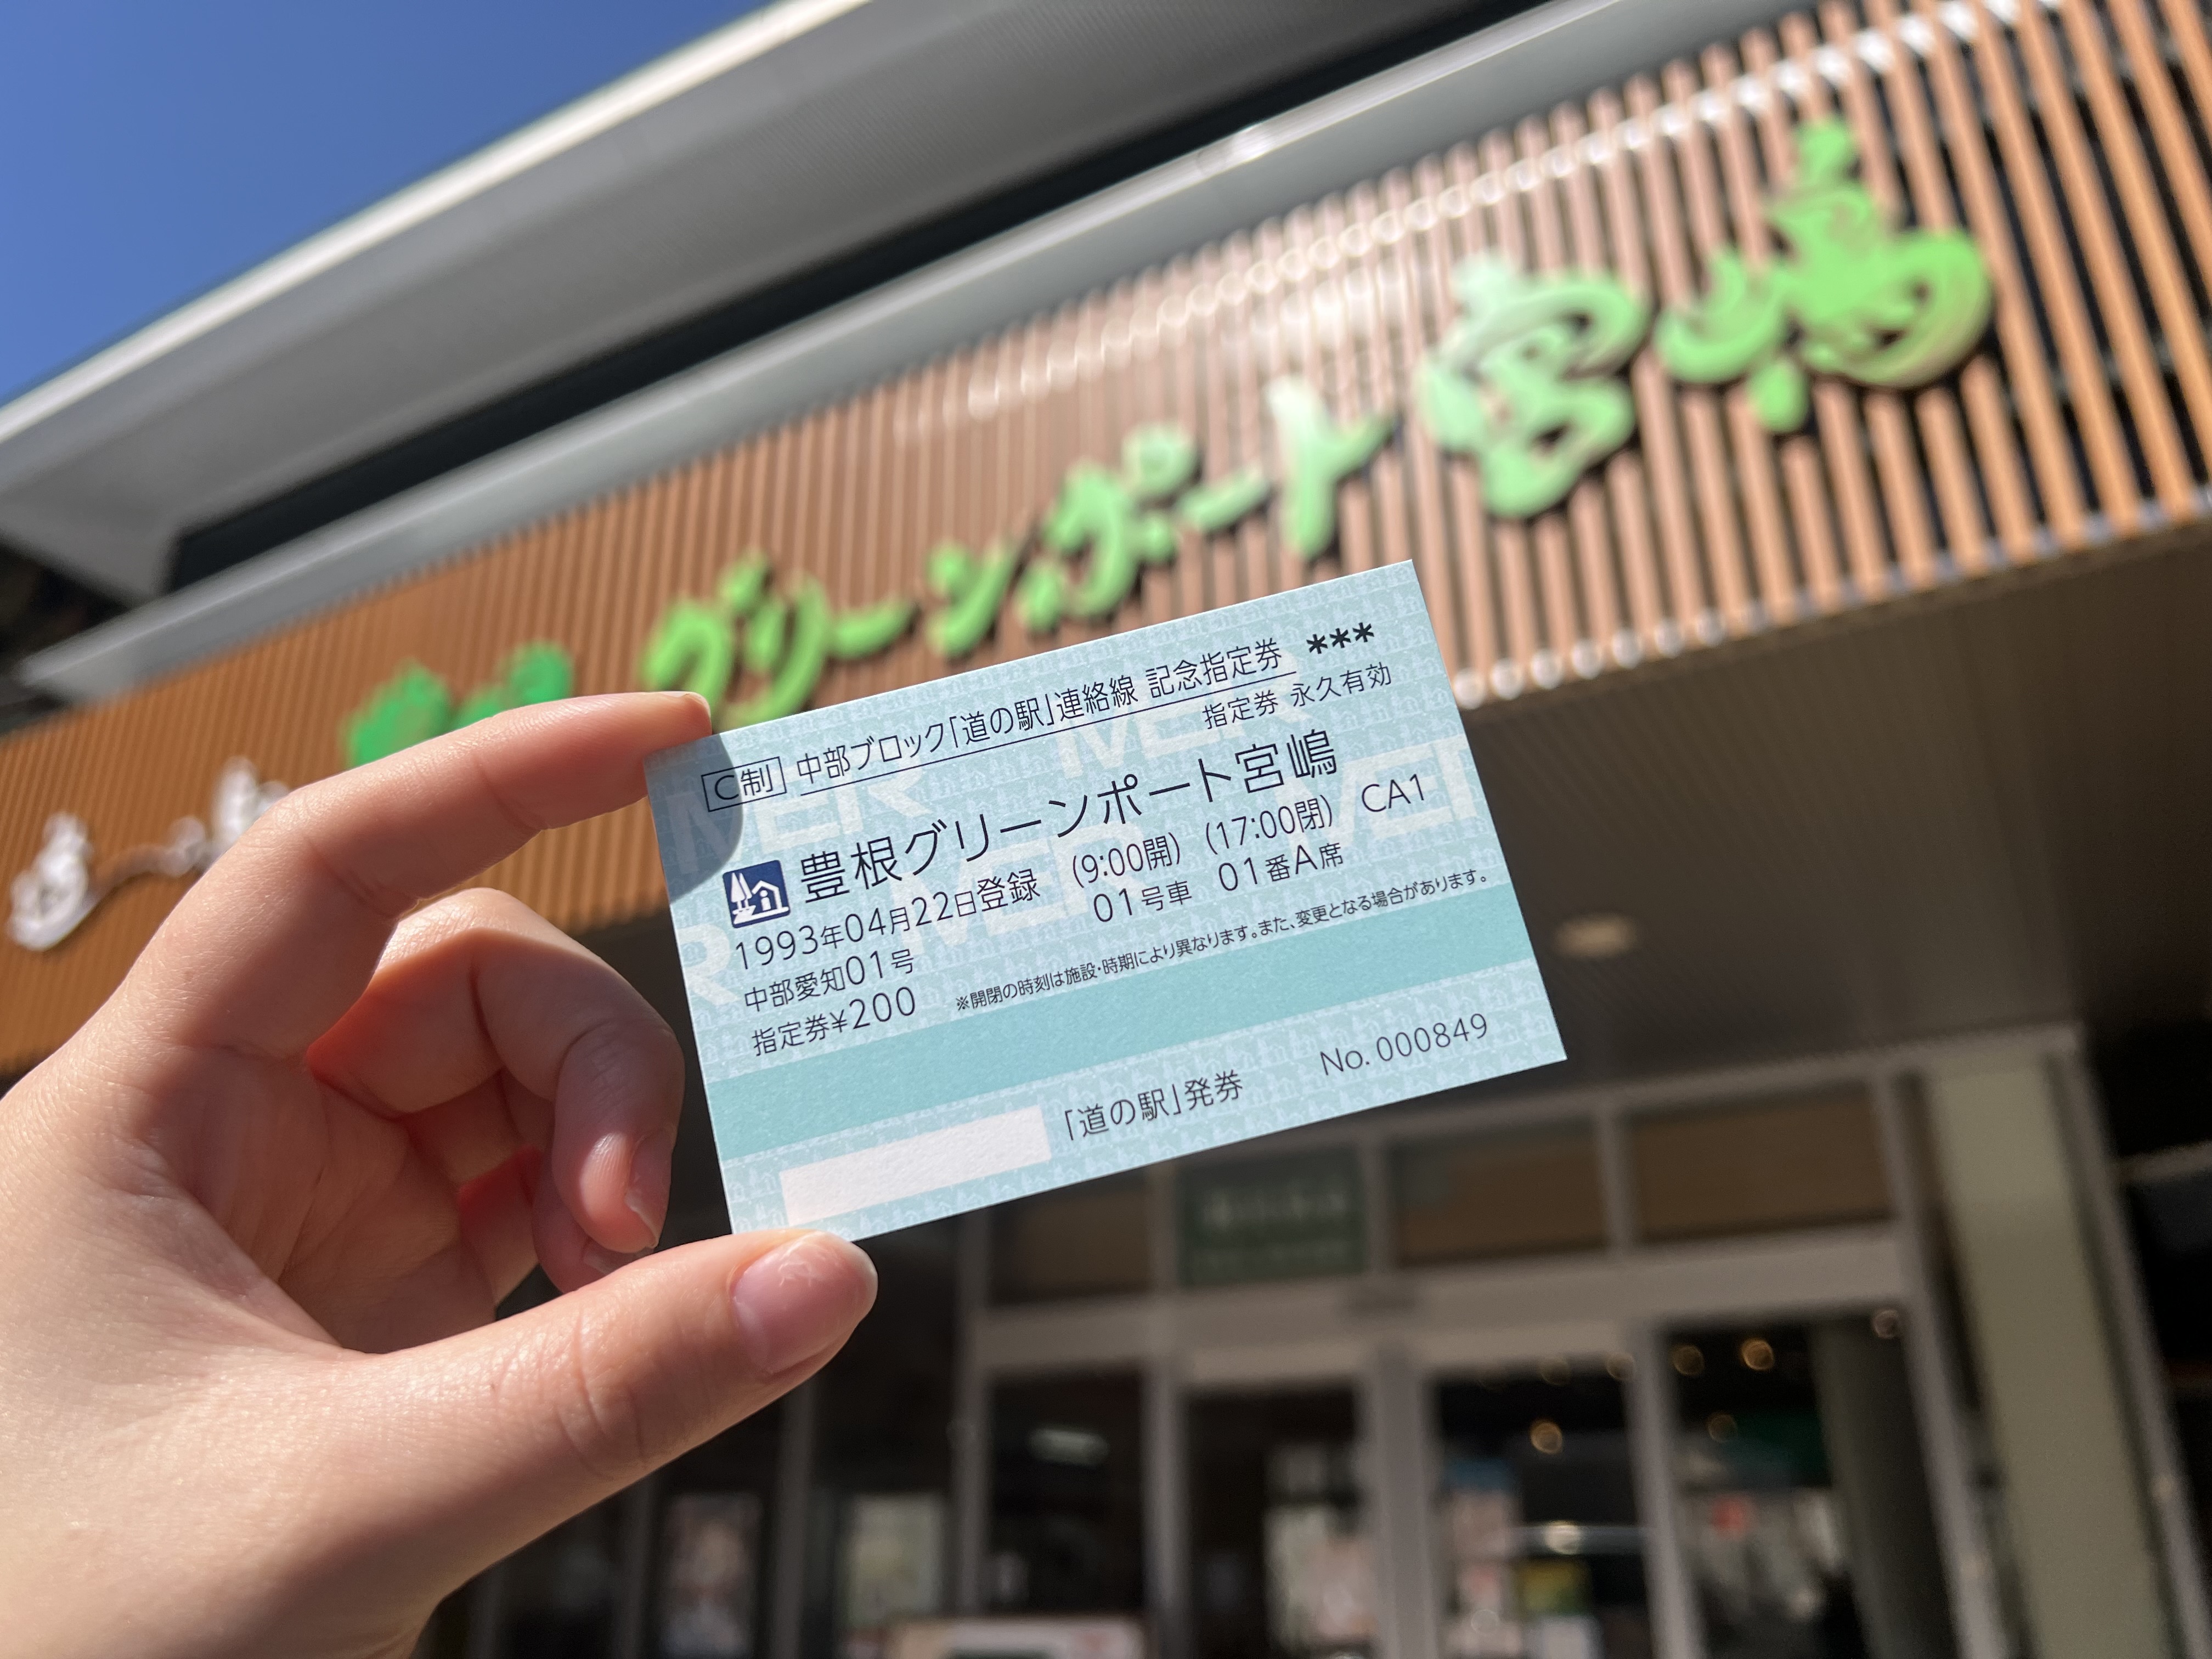 グリーンポート宮嶋
C制 中部ブロック「道の駅」連絡線 記念指定券 ***
指定券 永久有効
豊根グリーンポート宮嶋
1993年04月22日登録 (9:00開) (17:00閉) CA1
中部愛知01号 01号車 01番A席
指定券¥200 ※開閉の時刻は施設・時期により異なります。また、変更となる場合があります。
「道の駅」発券 No. 000849